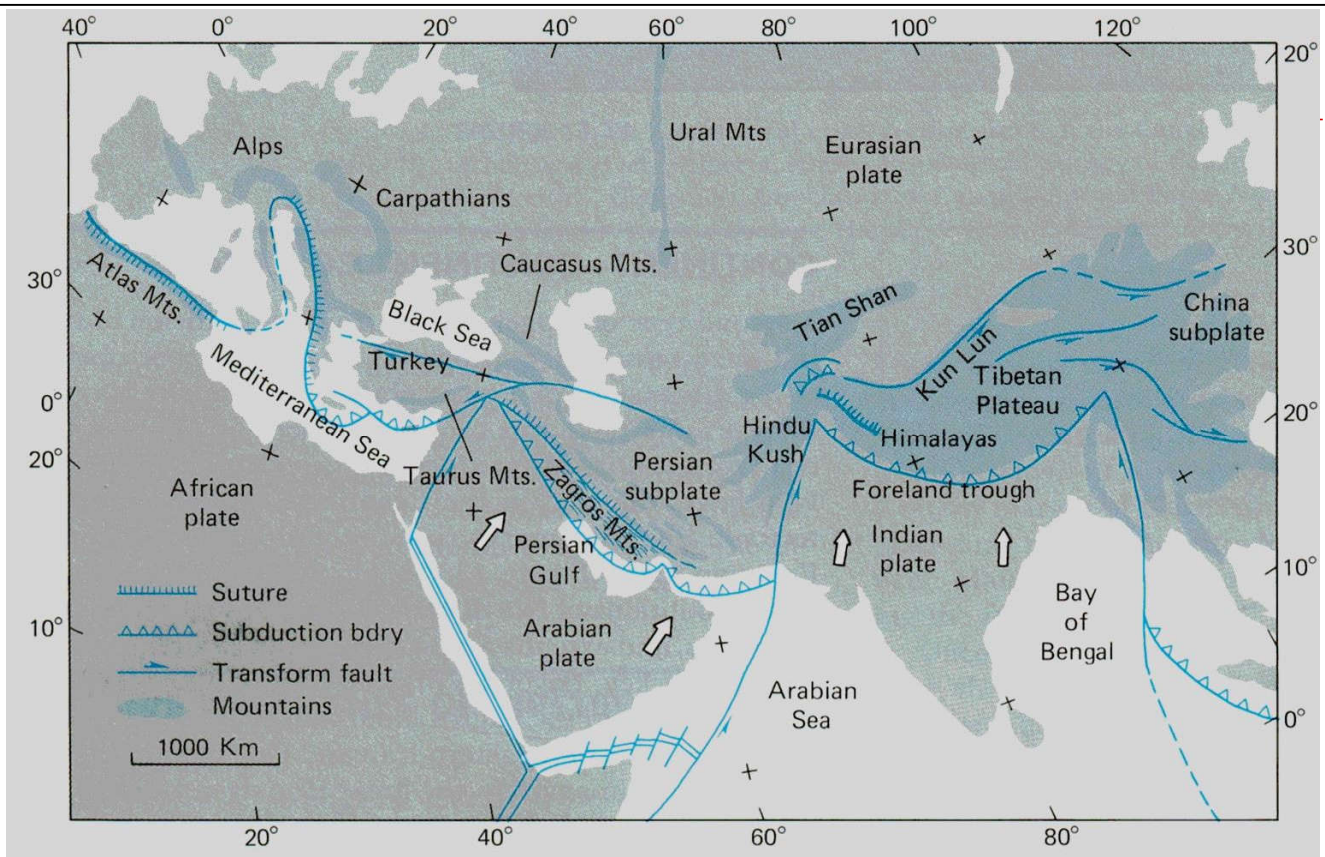 40° 0° 20° 40° 60° 80° 100° 120°
20°
Ural Mts
Eurasian
plate
Alps
Carpathians
30°
Caucasus Mts.
30°
Atlas Mts.
Black Sea
Tian Shan
China
subplate
Turkey
Kun Lun
Mediterranean Sea
Tibetan
Plateau
0°
20°
Hindu
Kush
Himalayas
20°
Taurus Mts.
Persian
subplate
African
plate
Zagros Mts.
Foreland trough
Persian
Gulf
Indian
plate
10°
Suture
Bay
of
Bengal
10°
Subduction bdry
Arabian
plate
Transform fault
Mountains
Arabian
Sea
0°
1000 Km
20° 40° 60° 80°